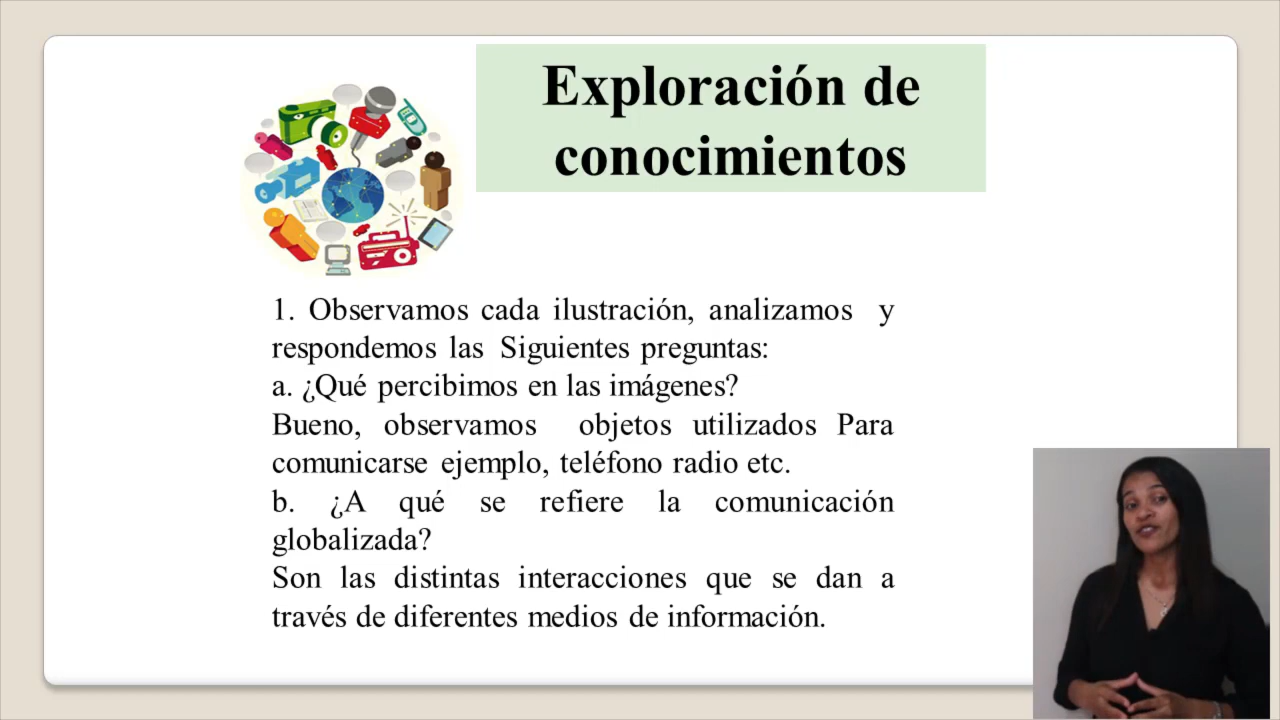 Exploración de
conocimientos
1. Observamos cada ilustración, analizamos y
respondemos las Siguientes preguntas:
a. ¿Qué percibimos en las imágenes?
Bueno, observamos objetos utilizados Para
comunicarse ejemplo, teléfono radio etc.
b. ¿A qué se refiere la comunicación
globalizada?
Son las distintas interacciones que se dan a
través de diferentes medios de información.